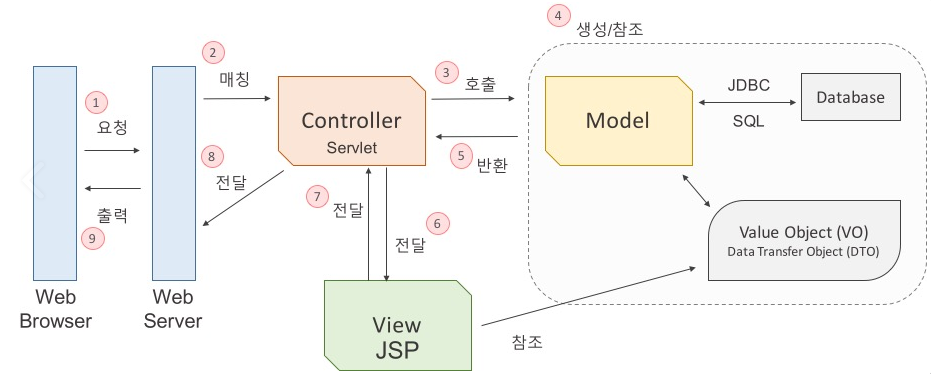 4
생성/참조
2
매칭
3
호출
JDBC
Database
1
요청
Controller
Servlet
Model
SQL
8
전달
5
반환
7
전달
6
전달
출력
9
Value Object (VO)
Data Transfer Object (DTO)
Web
Browser
Web
Server
View
JSP
참조